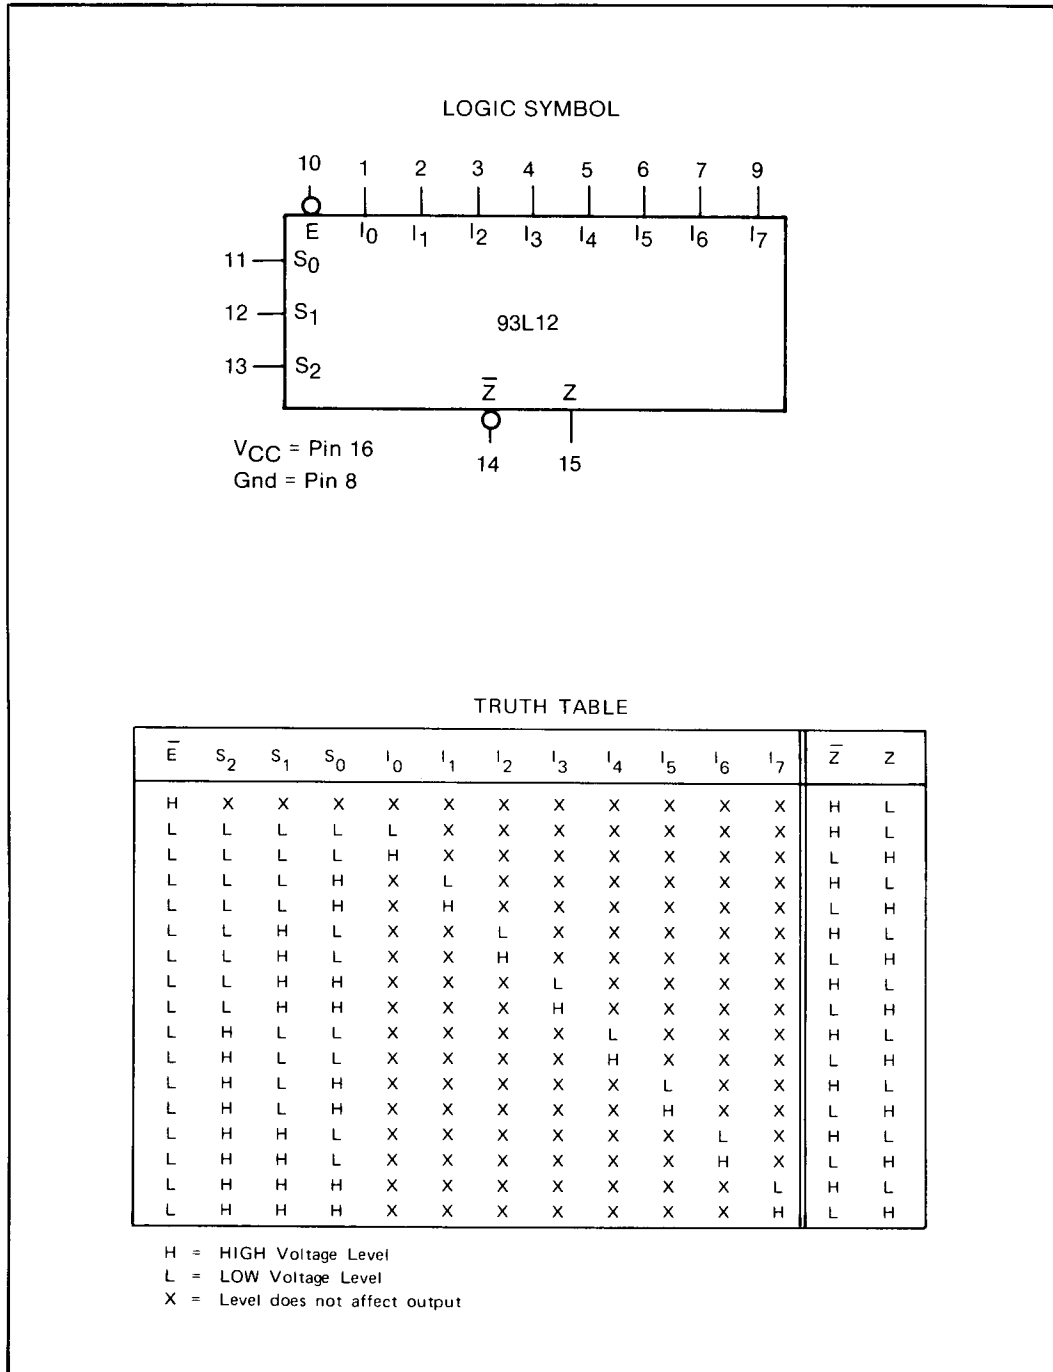 LOGIC SYMBOL
10 1 2 3 4 5 6 7 9
E I0 I1 I2 I3 I4 I5 I6 I7
11 S0
12 S1 93L12
13 S2
Z̅ Z
VCC = Pin 16
14 15
Gnd = Pin 8
TRUTH TABLE
E̅ S2 S1 S0 I0 I1 I2 I3 I4 I5 I6 I7 Z̅ Z
H X X X X X X X X X X X H L
L L L L L X X X X X X X H L
L L L L H X X X X X X X L H
L L L H X L X X X X X X H L
L L L H X H X X X X X X L H
L L H L X X L X X X X X H L
L L H L X X H X X X X X L H
L L H H X X X L X X X X H L
L L H H X X X H X X X X L H
L H L L X X X X L X X X H L
L H L L X X X X H X X X L H
L H L H X X X X X L X X H L
L H L H X X X X X H X X L H
L H H L X X X X X X L X H L
L H H L X X X X X X H X L H
L H H H X X X X X X X L H L
L H H H X X X X X X X H L H
H = HIGH Voltage Level
L = LOW Voltage Level
X = Level does not affect output